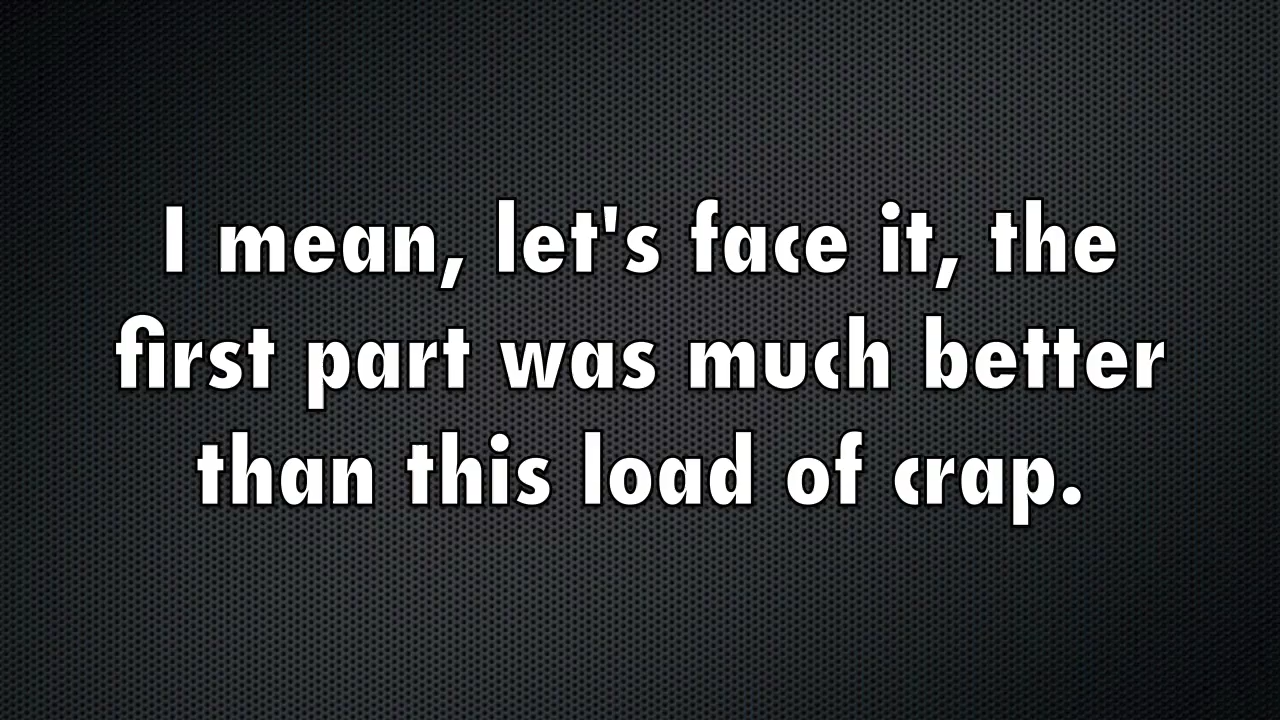 I mean, let's face it, the
first part was much better
than this load of crap.